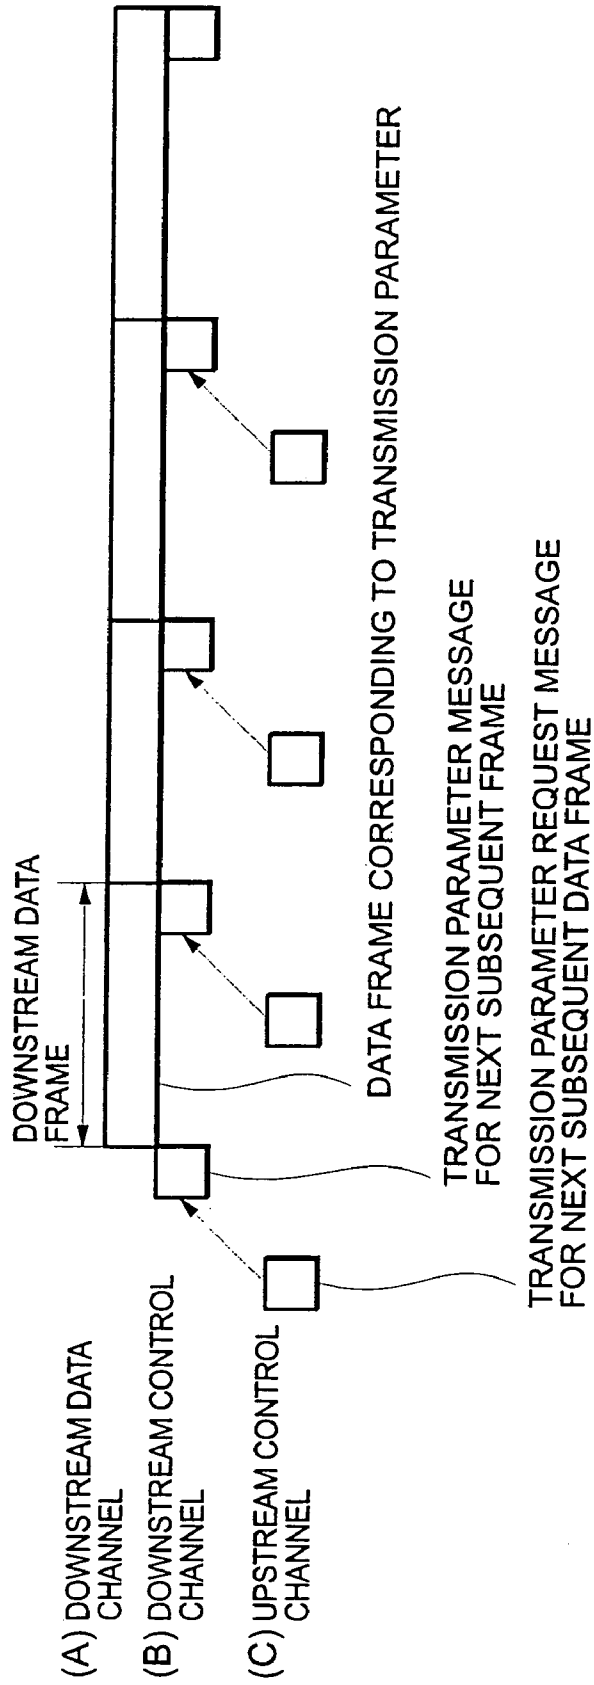 (A) DOWNSTREAM DATA
CHANNEL
(B) DOWNSTREAM CONTROL
CHANNEL
(C) UPSTREAM CONTROL
CHANNEL
DOWNSTREAM DATA
FRAME
DATA FRAME CORRESPONDING TO TRANSMISSION PARAMETER
TRANSMISSION PARAMETER MESSAGE
FOR NEXT SUBSEQUENT FRAME
TRANSMISSION PARAMETER REQUEST MESSAGE
FOR NEXT SUBSEQUENT DATA FRAME